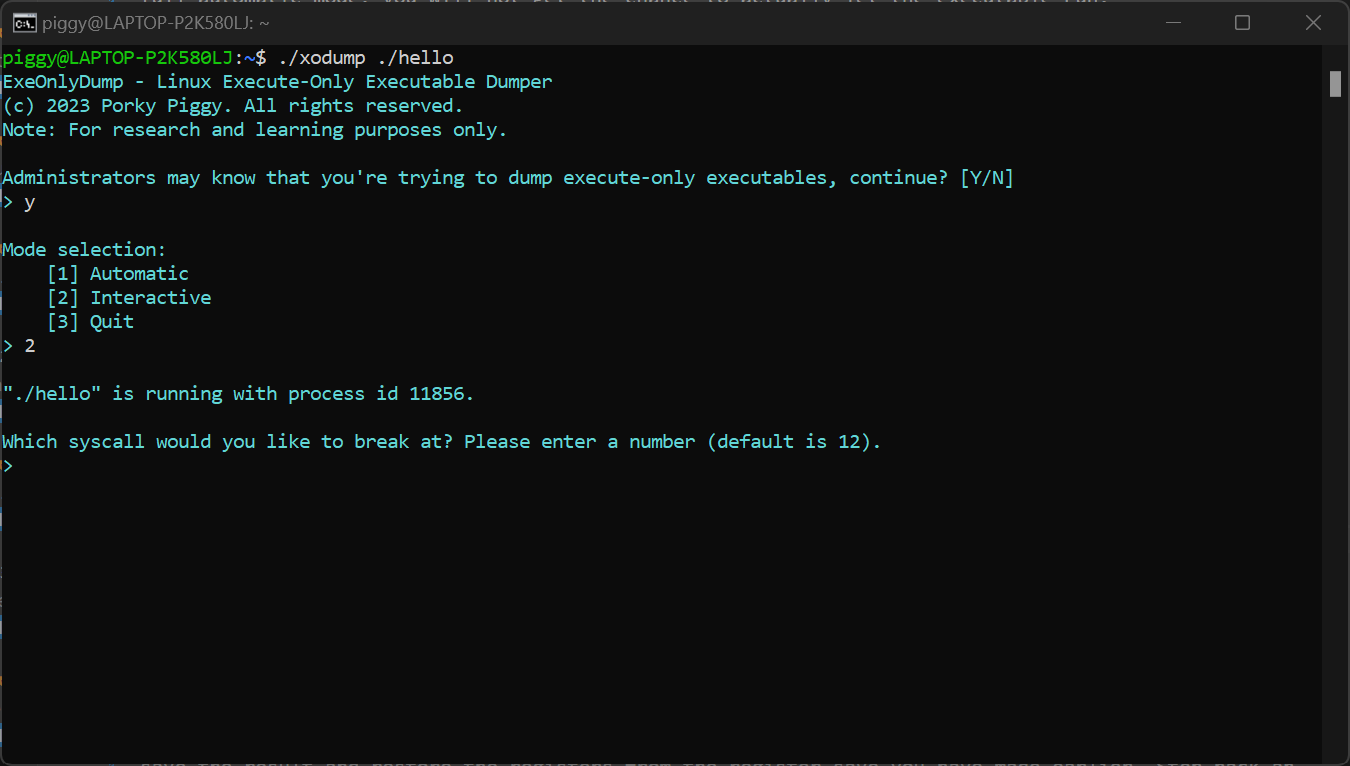 piggy@LAPTOP-P2K580LJ: ~
piggy@LAPTOP-P2K580LJ:~$ ./xodump ./hello
ExeOnlyDump - Linux Execute-Only Executable Dumper
(c) 2023 Porky Piggy. All rights reserved.
Note: For research and learning purposes only.
Administrators may know that you're trying to dump execute-only executables, continue? [Y/N]
> y
Mode selection:
[1] Automatic
[2] Interactive
[3] Quit
> 2
"./hello" is running with process id 11856.
Which syscall would you like to break at? Please enter a number (default is 12).
>